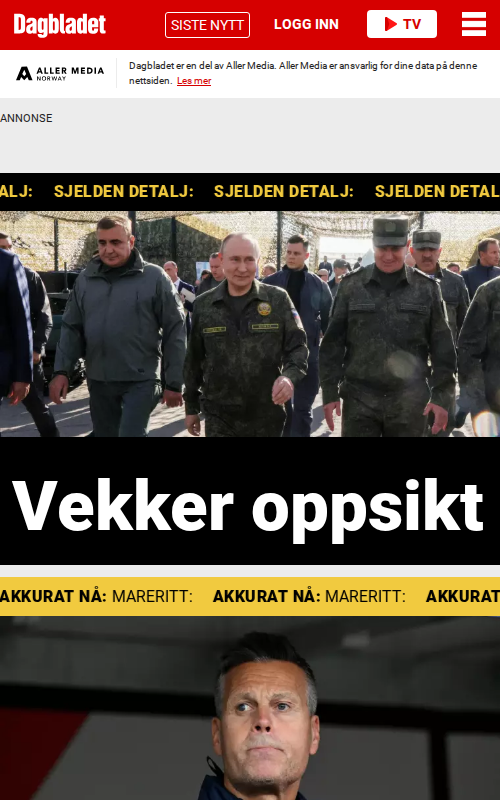 Dagbladet
SISTE NYTT
LOGG INN
TV
ALLER MEDIA
NORWAY
Dagbladet er en del av Aller Media. Aller Media er ansvarlig for dine data på denne
nettsiden. Les mer
ANNONSE
ALJ: SJELDEN DETALJ: SJELDEN DETALJ: SJELDEN DETAL
Vekker oppsikt
AKKURAT NÅ: MARERITT: AKKURAT NÅ: MARERITT: AKKURAT